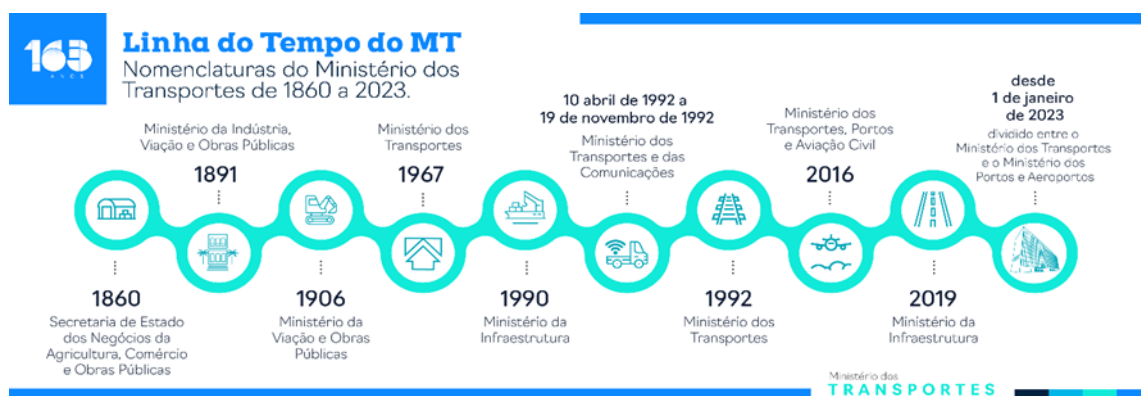 163
ANOS
Linha do Tempo do MT
Nomenclaturas do Ministério dos
Transportes de 1860 a 2023.
1860
Secretaria de Estado
dos Negócios da
Agricultura, Comércio
e Obras Públicas
Ministério da Indústria,
Viação e Obras Públicas
1891
1906
Ministério da
Viação e Obras
Públicas
Ministério dos
Transportes
1967
1990
Ministério da
Infraestrutura
10 abril de 1992 a
19 de novembro de 1992
Ministério dos
Transportes e das
Comunicações
1992
Ministério dos
Transportes
Ministério dos
Transportes, Portos
e Aviação Civil
2016
2019
Ministério da
Infraestrutura
desde
1 de janeiro
de 2023
dividido entre o
Ministério dos Transportes
e o Ministério dos
Portos e Aeroportos
Ministério dos
TRANSPORTES